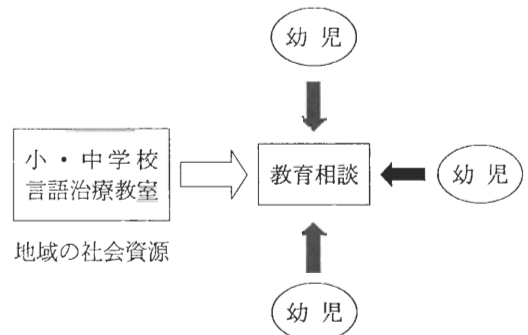 幼児
小・中学校
言語治療教室
教育相談
幼児
地域の社会資源
幼児